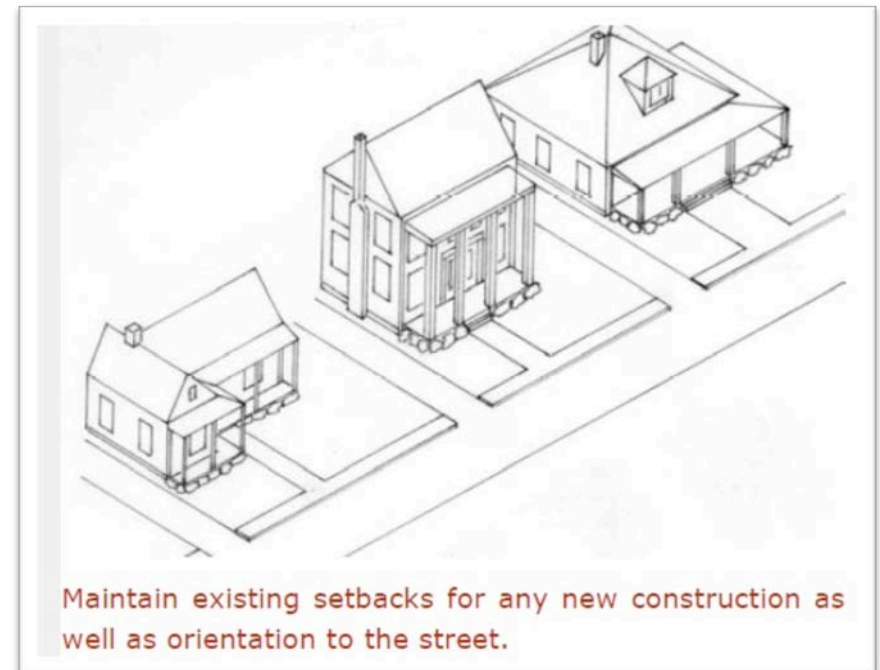 Maintain existing setbacks for any new construction as
well as orientation to the street.